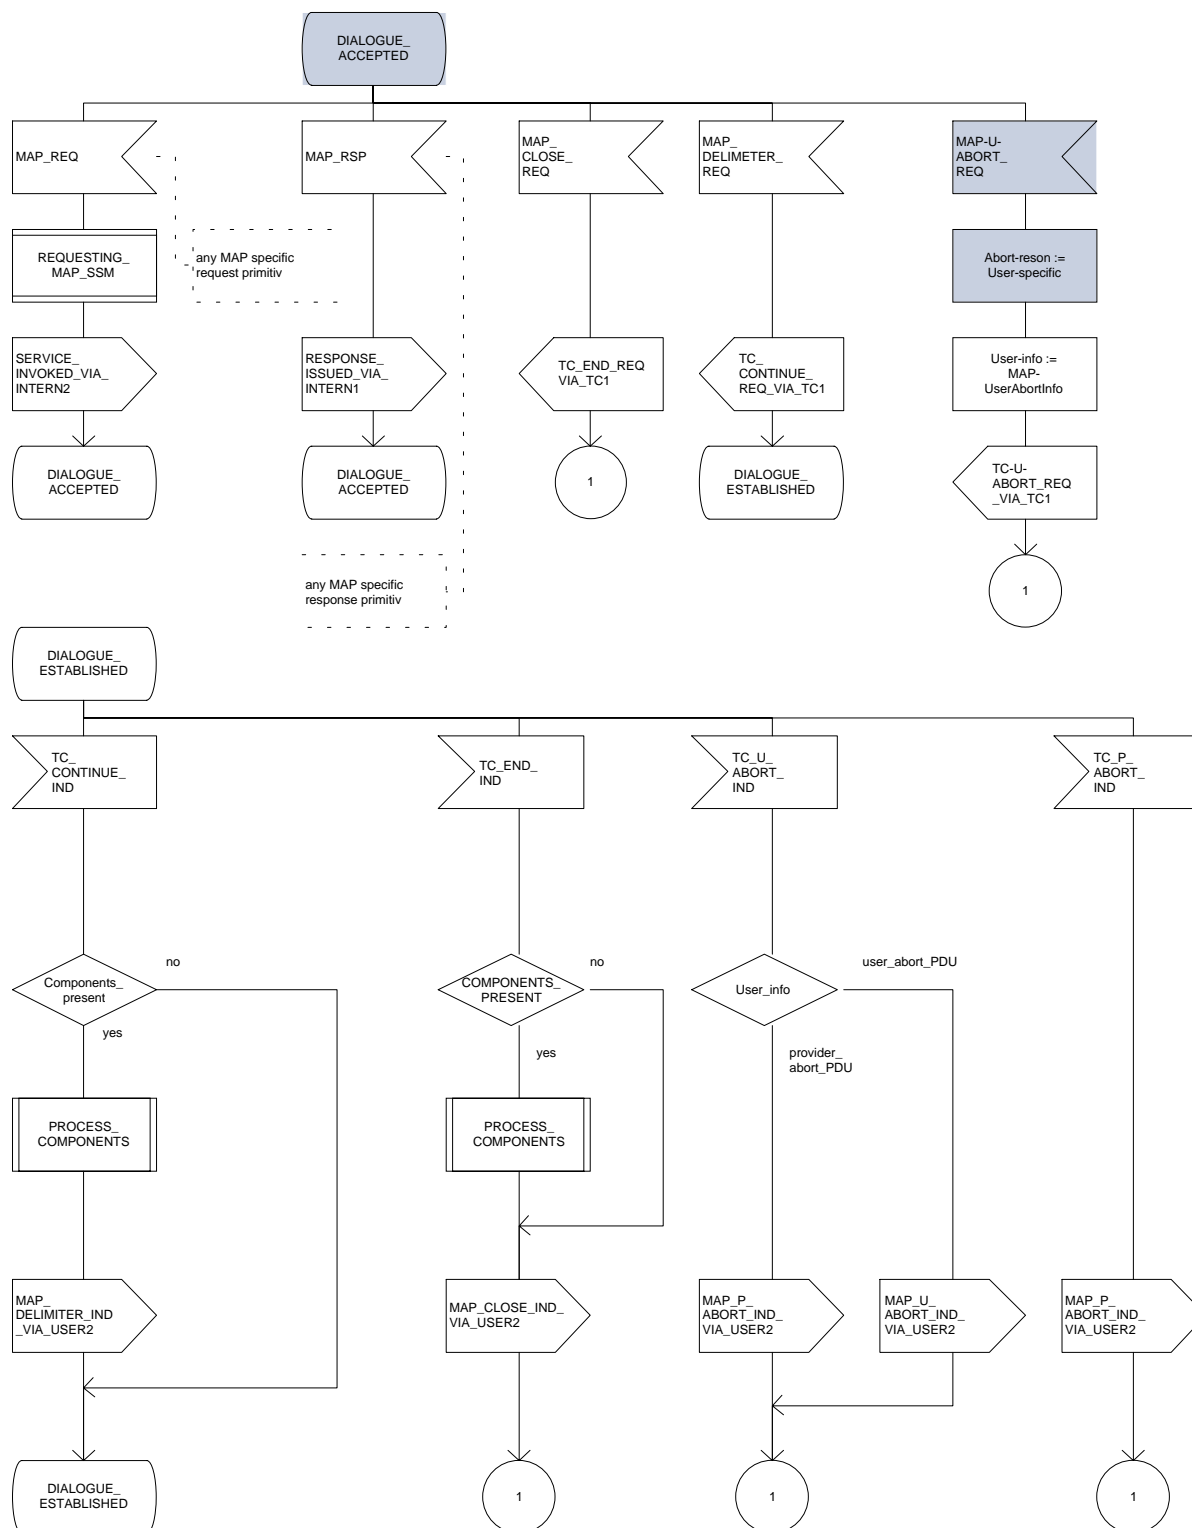 DIALOGUE_
ACCEPTED
MAP_REQ
MAP_RSP
MAP_
CLOSE_
REQ
MAP_
DELIMETER_
REQ
MAP-U-
ABORT_
REQ
REQUESTING_
MAP_SSM
any MAP specific
request primitiv
Abort-reson :=
User-specific
SERVICE_
INVOKED_VIA_
INTERN2
RESPONSE_
ISSUED_VIA_
INTERN1
TC_END_REQ
VIA_TC1
TC_
CONTINUE_
REQ_VIA_TC1
User-info :=
MAP-
UserAbortInfo
DIALOGUE_
ACCEPTED
DIALOGUE_
ACCEPTED
1
DIALOGUE_
ESTABLISHED
TC-U-
ABORT_REQ
_VIA_TC1
any MAP specific
response primitiv
1
DIALOGUE_
ESTABLISHED
TC_
CONTINUE_
IND
TC_END_
IND
TC_U_
ABORT_
IND
TC_P_
ABORT_
IND
Components_
present
no
yes
COMPONENTS_
PRESENT
no
yes
User_info
user_abort_PDU
provider_
abort_PDU
PROCESS_
COMPONENTS
PROCESS_
COMPONENTS
MAP_
DELIMITER_IND
_VIA_USER2
MAP_CLOSE_IND_
VIA_USER2
MAP_P_
ABORT_IND_
VIA_USER2
MAP_U_
ABORT_IND_
VIA_USER2
MAP_P_
ABORT_IND_
VIA_USER2
DIALOGUE_
ESTABLISHED
1
1
1